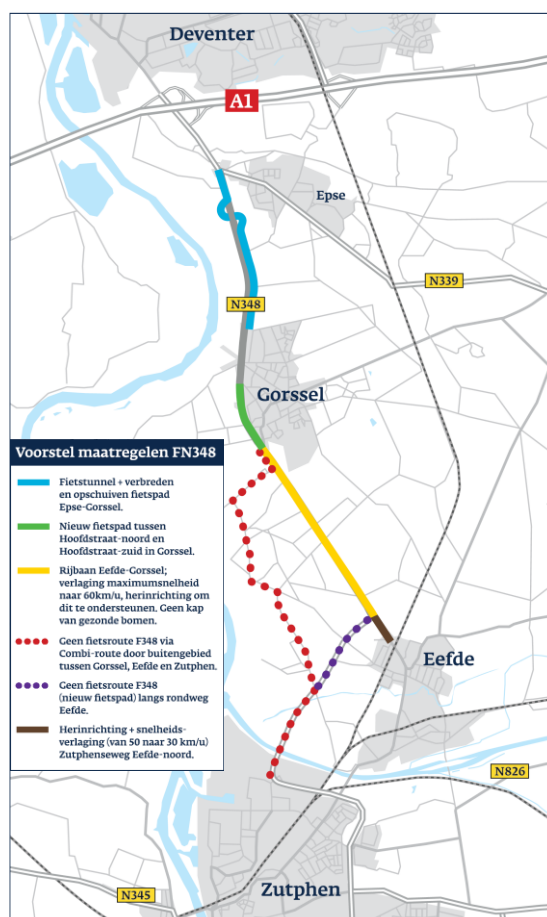 Deventer
A1
Epse
N339
N348
Gorssel
Voorstel maatregelen FN348
Fietstunnel + verbreden
en opschuiven fietspad
Epse-Gorssel.
Nieuw fietspad tussen
Hoofdstraat-noord en
Hoofdstraat-zuid in Gorssel.
Rijbaan Eefde-Gorssel;
verlaging maximumsnelheid
naar 60km/u, herinrichting om
dit te ondersteunen. Geen kap
van gezonde bomen.
Geen fietsroute F348 via
Combi-route door buitengebied
tussen Gorssel, Eefde en Zutphen.
Geen fietsroute F348
(nieuw fietspad) langs rondweg
Eefde.
Herinrichting + snelheids-
verlaging (van 50 naar 30 km/u)
Zutphenseweg Eefde-noord.
Eefde
N826
N345
Zutphen